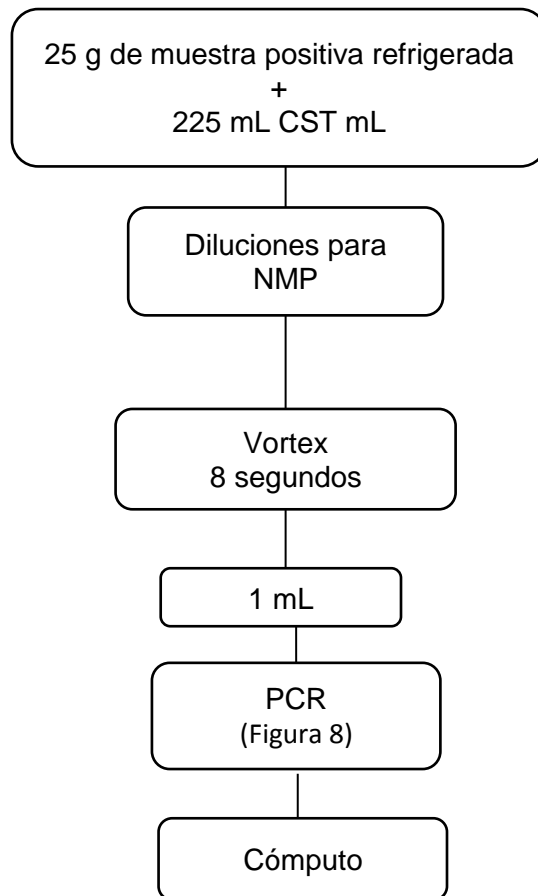 25 g de muestra positiva refrigerada
+
225 mL CST mL
Diluciones para
NMP
Vortex
8 segundos
1 mL
PCR
(Figura 8)
Cómputo